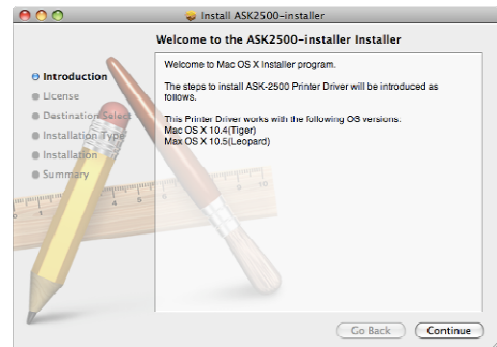 Install ASK2500-installer
Welcome to the ASK2500-installer Installer
Introduction
License
Destination Select
Installation Type
Installation
Summary
Welcome to Mac OS X Installer program.
The steps to install ASK-2500 Printer Driver will be introduced as
follows.
This Printer Driver works with the following OS versions:
Mac OS X 10.4(Tiger)
Max OS X 10.5(Leopard)
Go Back
Continue